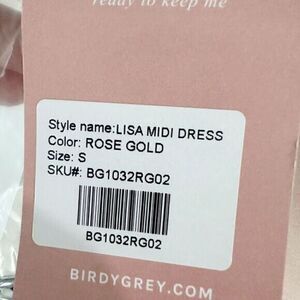 ready to keep me
Style name:LISA MIDI DRESS
Color: ROSE GOLD
Size: S
SKU#: BG1032RG02
BG1032RG02
BIRDYGREY.COM